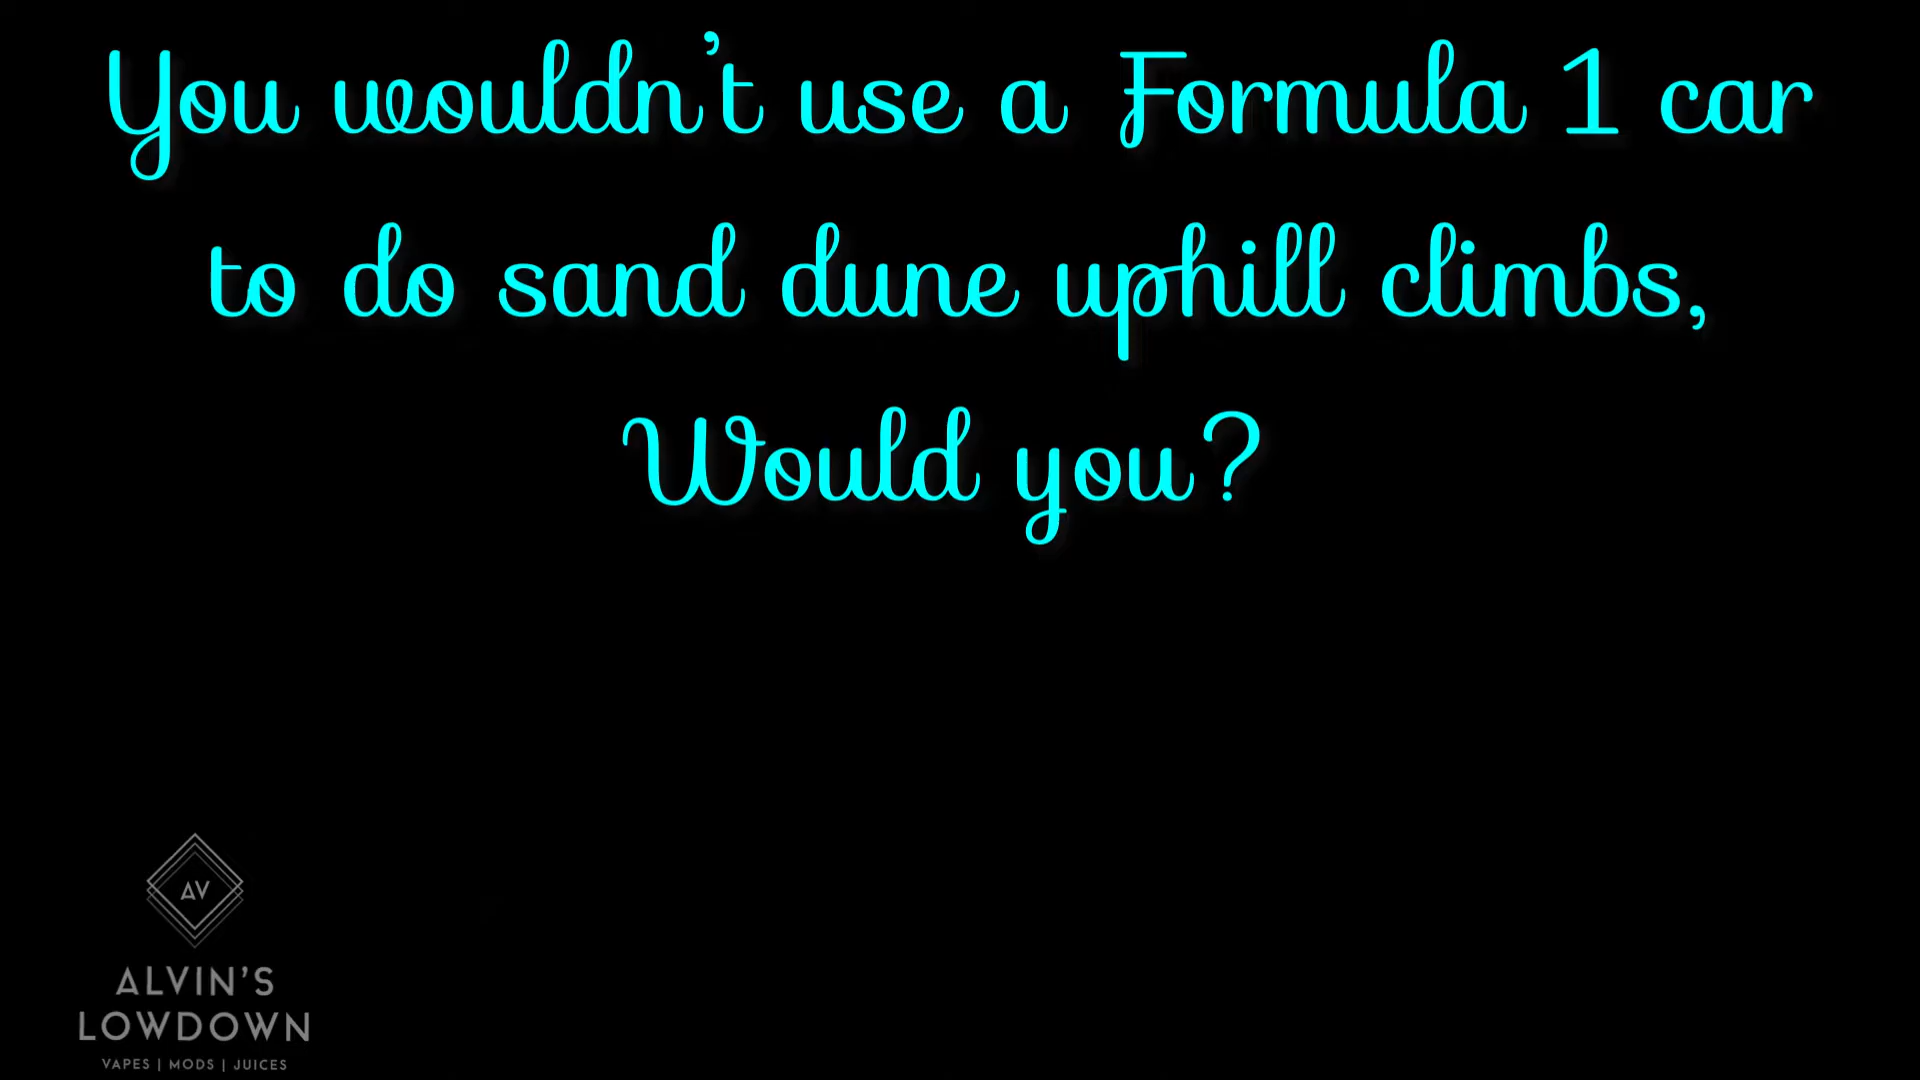 You wouldn’t use a Formula 1 car
to do sand dune uphill climbs,
Would you?
AV
ALVIN'S
LOWDOWN
VAPES | MODS | JUICES